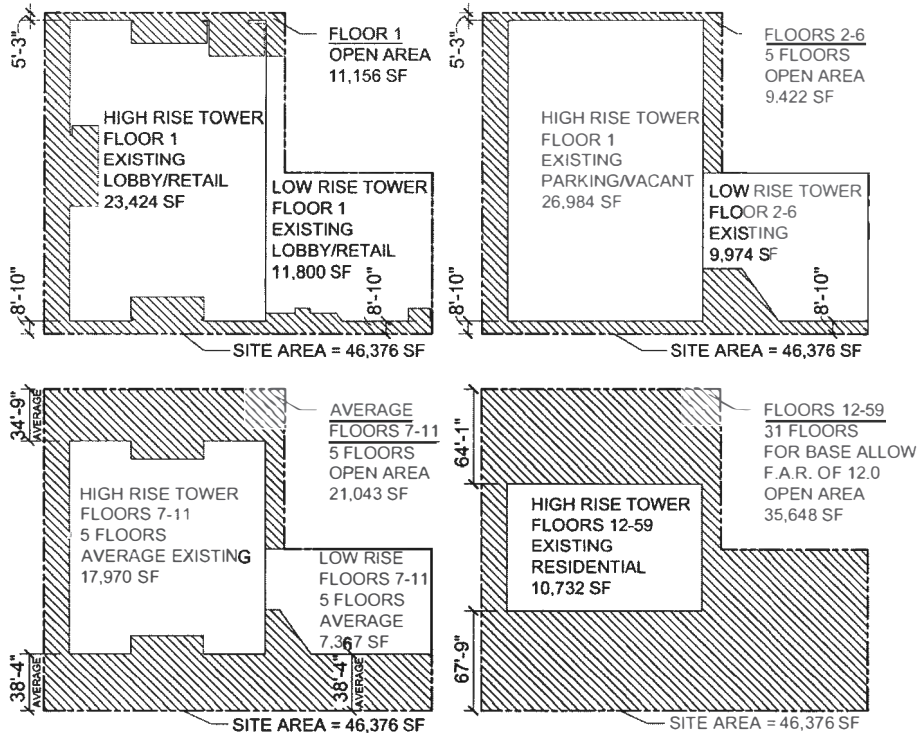 5'-3"
FLOOR 1
OPEN AREA
11,156 SF
HIGH RISE TOWER
FLOOR 1
EXISTING
LOBBY/RETAIL
23,424 SF
LOW RISE TOWER
FLOOR 1
EXISTING
LOBBY/RETAIL
11,800 SF
8'-10"
8'-10"
SITE AREA = 46,376 SF
5'-3"
FLOORS 2-6
5 FLOORS
OPEN AREA
9.422 SF
HIGH RISE TOWER
FLOOR 1
EXISTING
PARKING/VACANT
26,984 SF
LOW RISE TOWER
FLOOR 2-6
EXISTING
9,974 SF
8'-10"
8'-10"
SITE AREA = 46,376 SF
34'-9"
AVERAGE
AVERAGE
FLOORS 7-11
5 FLOORS
OPEN AREA
21,043 SF
HIGH RISE TOWER
FLOORS 7-11
5 FLOORS
AVERAGE EXISTING
17,970 SF
LOW RISE
FLOORS 7-11
5 FLOORS
AVERAGE
SF
38'-4"
AVERAGE
38'-4"
AVERAGE
SITE AREA = 46,376 SF
64'-1"
FLOORS 12-59
31 FLOORS
FOR BASE ALLOW
F.A.R. OF 12.0
OPEN AREA
35,648 SF
HIGH RISE TOWER
FLOORS 12-59
EXISTING
RESIDENTIAL
10,732 SF
67'-9"
SITE AREA = 46,376 SF